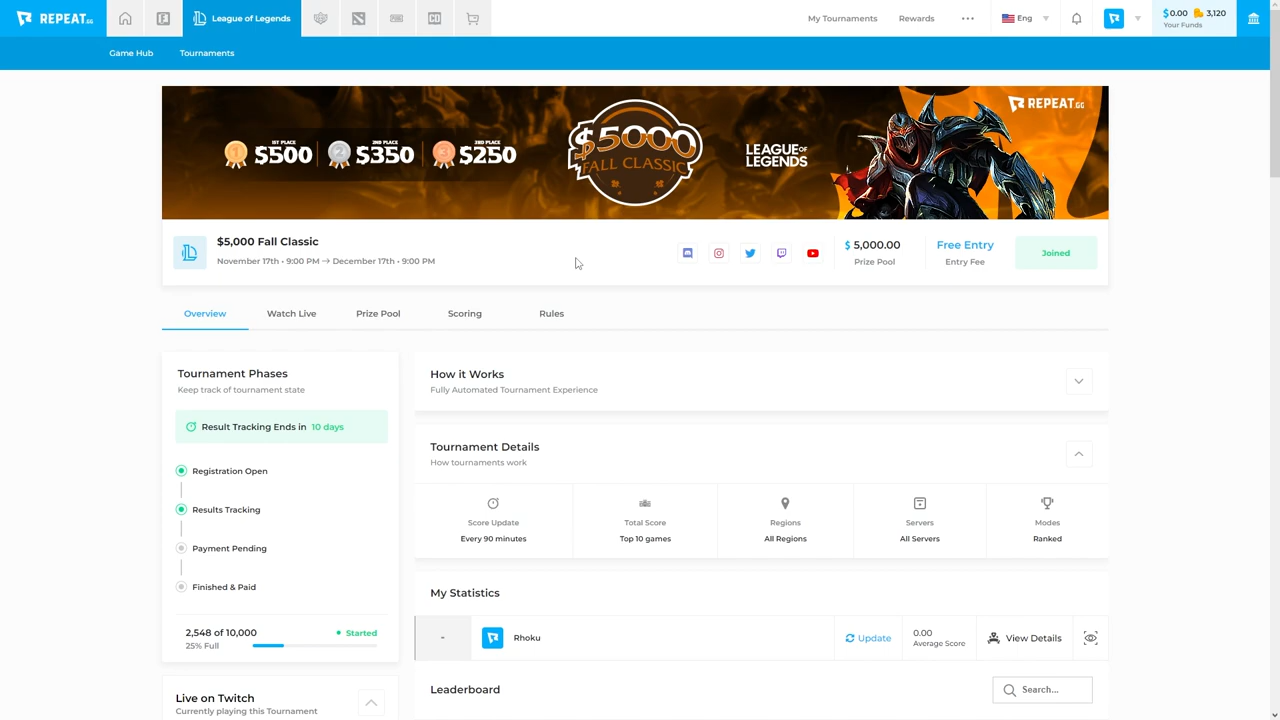 REPEAT.GG
League of Legends
My Tournaments
Rewards
Eng
$0.00 3,120
Your Funds
Game Hub
Tournaments
1ST PLACE
$500
2ND PLACE
$350
3RD PLACE
$250
$5000
FALL CLASSIC
LEAGUE OF
LEGENDS
REPEAT.GG
$5,000 Fall Classic
November 17th • 9:00 PM → December 17th • 9:00 PM
$ 5,000.00
Prize Pool
Free Entry
Entry Fee
Joined
Overview
Watch Live
Prize Pool
Scoring
Rules
Tournament Phases
Keep track of tournament state
Result Tracking Ends in 10 days
Registration Open
Results Tracking
Payment Pending
Finished & Paid
2,548 of 10,000
Started
25% Full
Live on Twitch
Currently playing this Tournament
How it Works
Fully Automated Tournament Experience
Tournament Details
How tournaments work
Score Update
Every 90 minutes
Total Score
Top 10 games
Regions
All Regions
Servers
All Servers
Modes
Ranked
My Statistics
-
Rhoku
Update
0.00
Average Score
View Details
Leaderboard
Search...